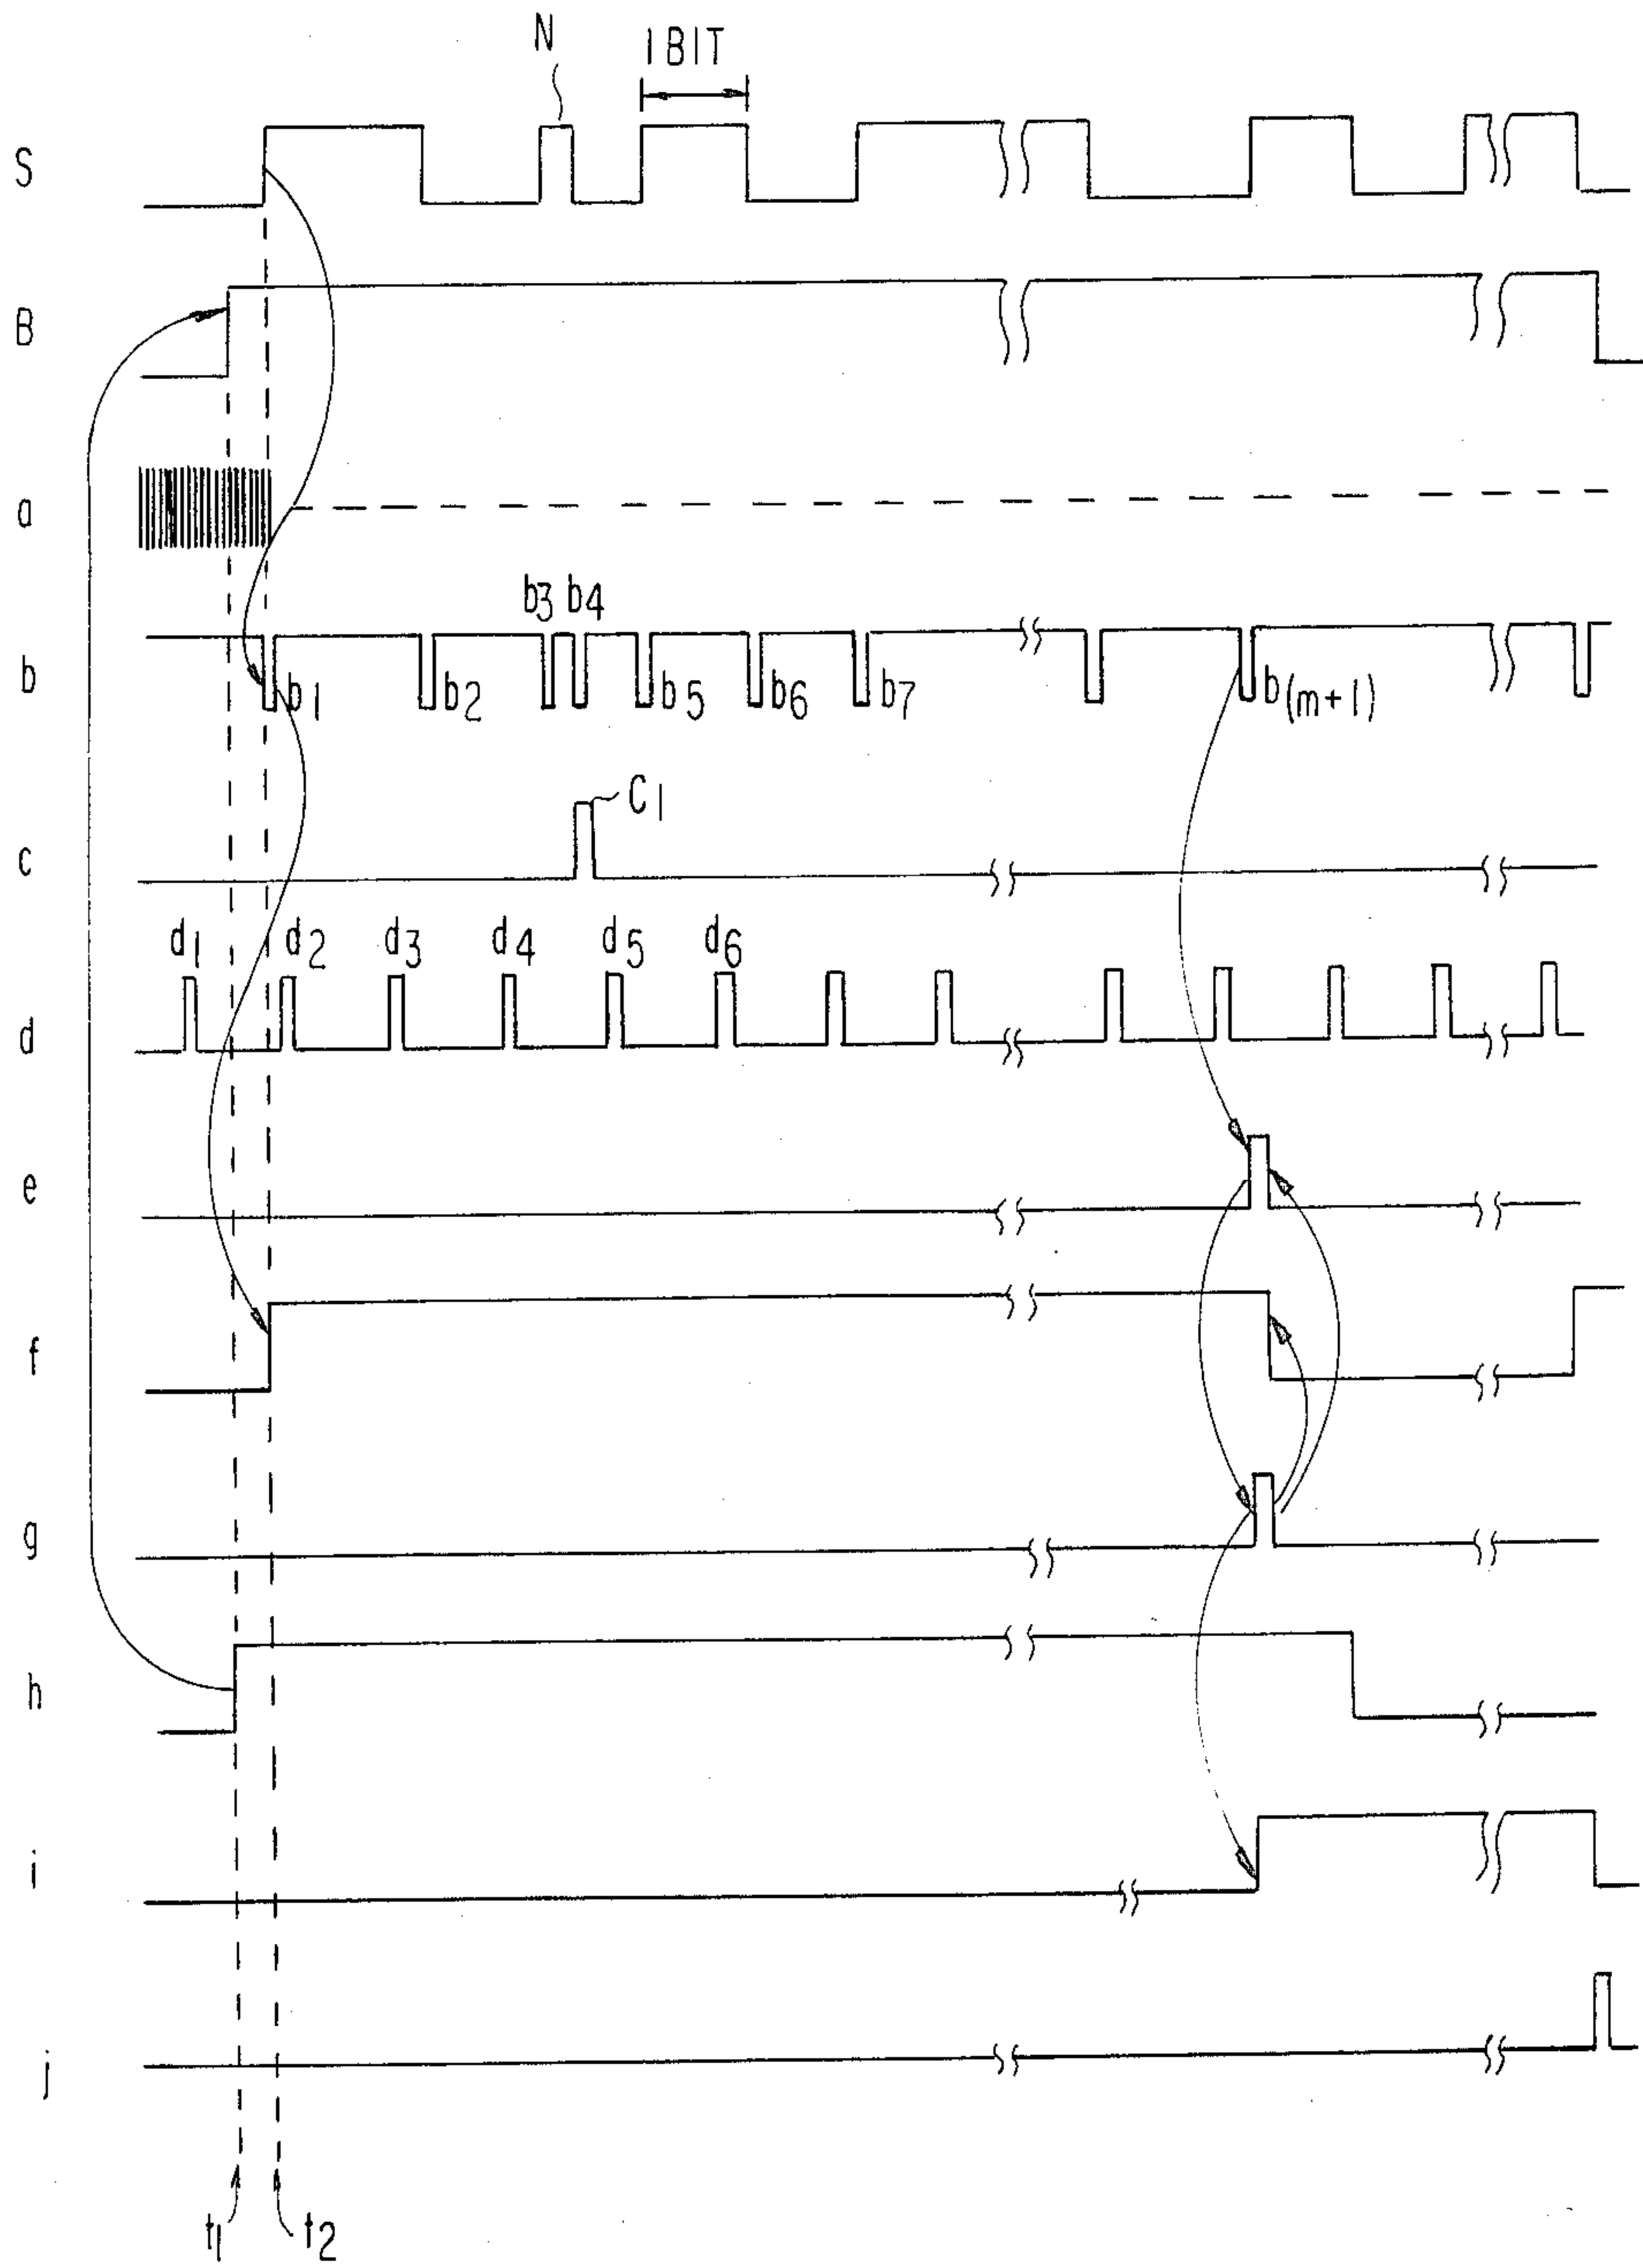 N
1 BIT
S
B
a
b3 b4
b
b1 b2 b5 b6 b7 b(m+1)
C1
c
d1 d2 d3 d4 d5 d6
d
e
f
g
h
i
j
t1 t2